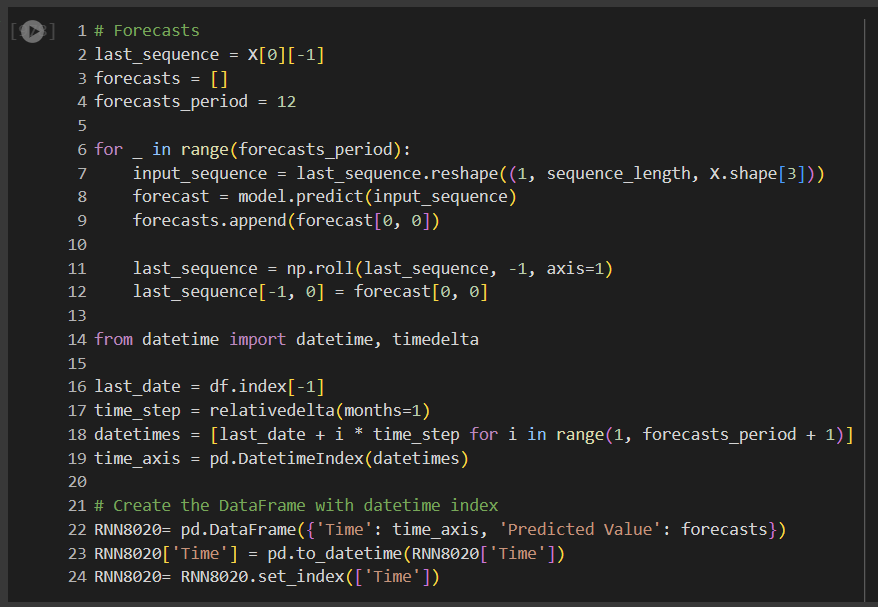 1 # Forecasts
2 last_sequence = X[0][-1]
3 forecasts = []
4 forecasts_period = 12
5
6 for _ in range(forecasts_period):
7     input_sequence = last_sequence.reshape((1, sequence_length, X.shape[3]))
8     forecast = model.predict(input_sequence)
9     forecasts.append(forecast[0, 0])
10
11     last_sequence = np.roll(last_sequence, -1, axis=1)
12     last_sequence[-1, 0] = forecast[0, 0]
13
14 from datetime import datetime, timedelta
15
16 last_date = df.index[-1]
17 time_step = relativedelta(months=1)
18 datetimes = [last_date + i * time_step for i in range(1, forecasts_period + 1)]
19 time_axis = pd.DatetimeIndex(datetimes)
20
21 # Create the DataFrame with datetime index
22 RNN8020= pd.DataFrame({'Time': time_axis, 'Predicted Value': forecasts})
23 RNN8020['Time'] = pd.to_datetime(RNN8020['Time'])
24 RNN8020= RNN8020.set_index(['Time'])